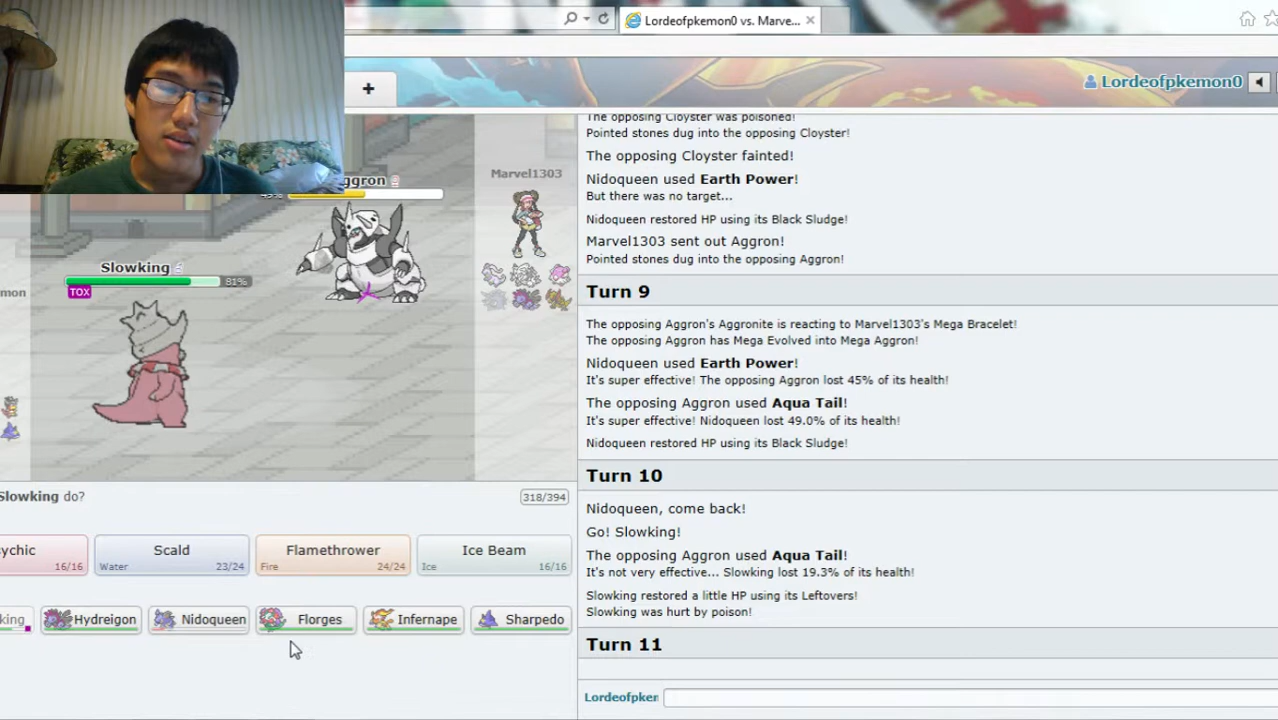 Lordeofpkemon0 vs. Marve...
+
Lordeofpkemon0
The opposing Cloyster was poisoned!
Pointed stones dug into the opposing Cloyster!
The opposing Cloyster fainted!
Nidoqueen used Earth Power!
But there was no target...
Nidoqueen restored HP using its Black Sludge!
Marvel1303 sent out Aggron!
Pointed stones dug into the opposing Aggron!
Turn 9
The opposing Aggron's Aggronite is reacting to Marvel1303's Mega Bracelet!
The opposing Aggron has Mega Evolved into Mega Aggron!
Nidoqueen used Earth Power!
It's super effective! The opposing Aggron lost 45% of its health!
The opposing Aggron used Aqua Tail!
It's super effective! Nidoqueen lost 49.0% of its health!
Nidoqueen restored HP using its Black Sludge!
Turn 10
Nidoqueen, come back!
Go! Slowking!
The opposing Aggron used Aqua Tail!
It's not very effective... Slowking lost 19.3% of its health!
Slowking restored a little HP using its Leftovers!
Slowking was hurt by poison!
Turn 11
Lordeofpkem
ggron
Marvel1303
Slowking
81%
TOX
mon
Slowking do?
318/394
ychic
16/16
Scald
Water 23/24
Flamethrower
Fire 24/24
Ice Beam
Ice 16/16
king Hydreigon Nidoqueen Florges Infernape Sharpedo